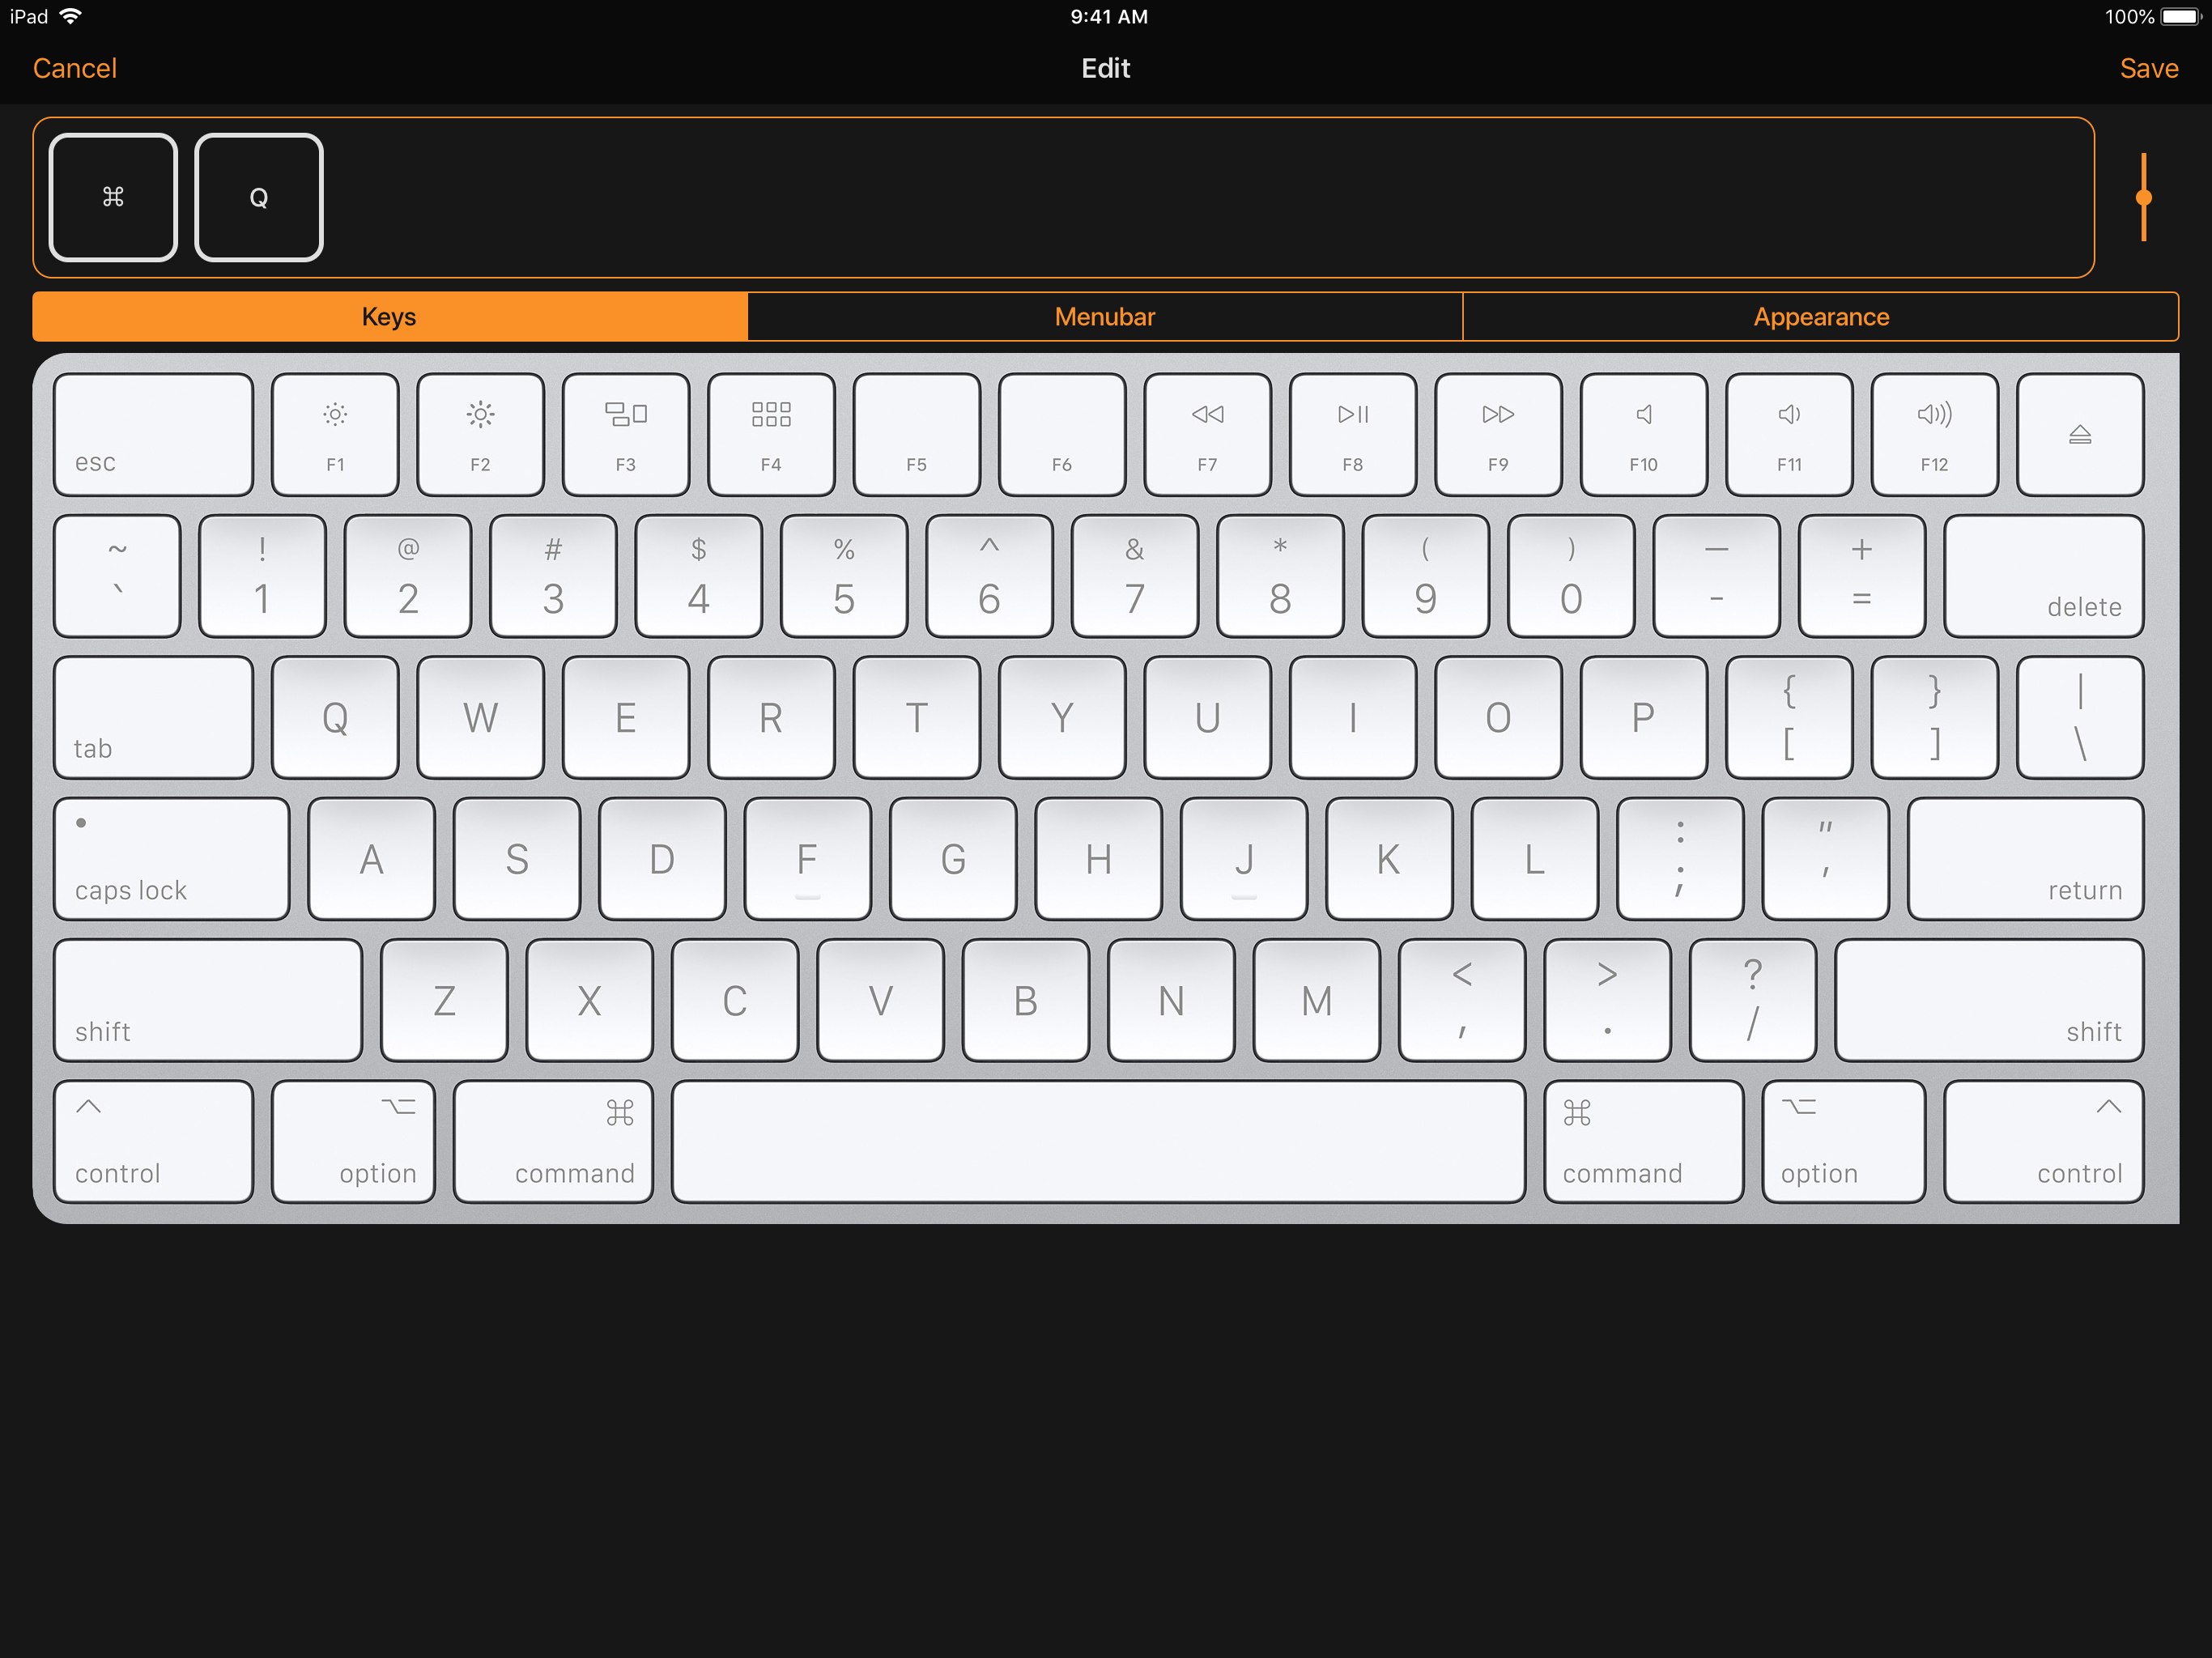 iPad 9:41 AM 100%
Cancel Edit Save
⌘ Q
Keys Menubar Appearance
esc F1 F2 F3 F4 F5 F6 F7 F8 F9 F10 F11 F12
~ ! @ # $ % ^ & * ( ) — +
` 1 2 3 4 5 6 7 8 9 0 - = delete
tab Q W E R T Y U I O P { } |
[ ] \
caps lock A S D F G H J K L : "
; ' return
shift Z X C V B N M < > ?
, . / shift
^ ⌥ ⌘ ⌘ ⌥ ^
control option command command option control